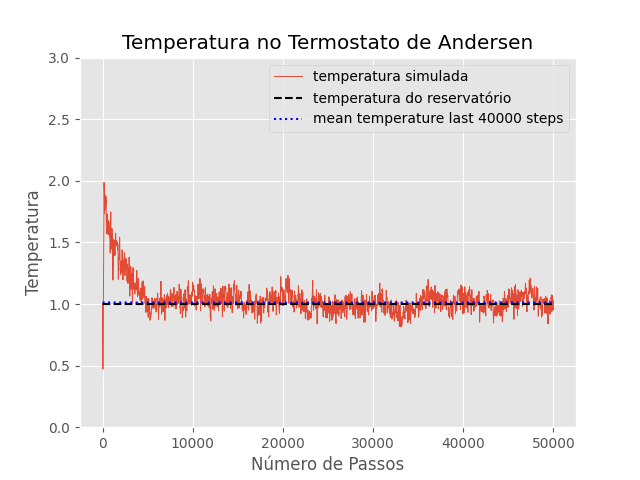 Temperatura no Termostato de Andersen
temperatura simulada
temperatura do reservatório
mean temperature last 40000 steps
Temperatura
3.0
2.5
2.0
1.5
1.0
0.5
0.0
0 10000 20000 30000 40000 50000
Número de Passos